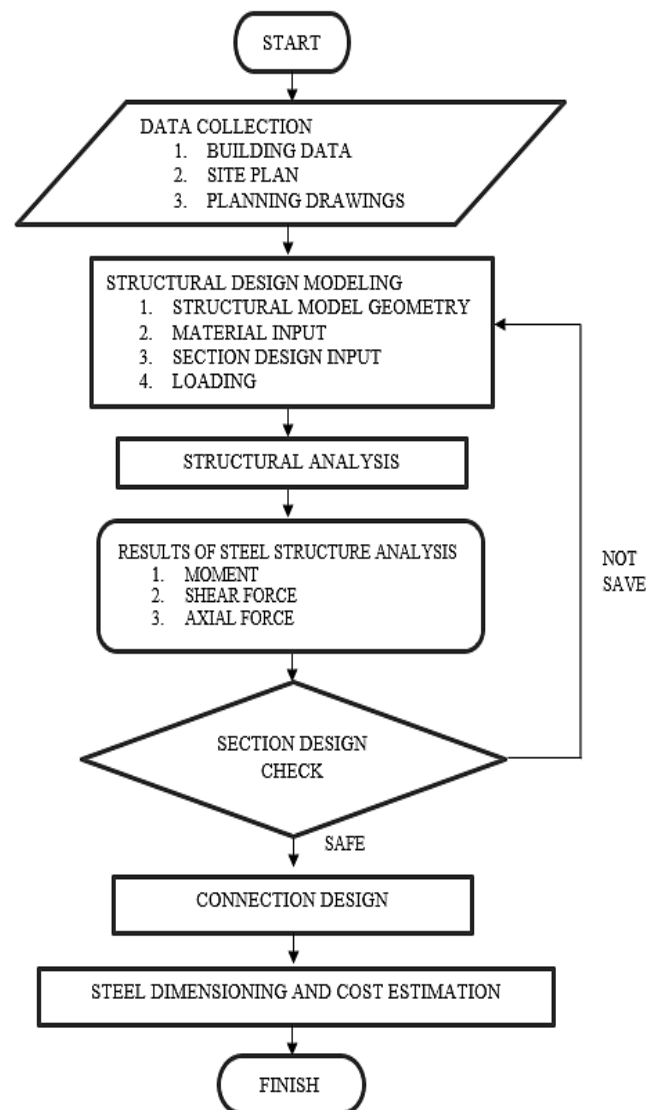 START
DATA COLLECTION
1. BUILDING DATA
2. SITE PLAN
3. PLANNING DRAWINGS
STRUCTURAL DESIGN MODELING
1. STRUCTURAL MODEL GEOMETRY
2. MATERIAL INPUT
3. SECTION DESIGN INPUT
4. LOADING
STRUCTURAL ANALYSIS
RESULTS OF STEEL STRUCTURE ANALYSIS
1. MOMENT
2. SHEAR FORCE
3. AXIAL FORCE
NOT
SAVE
SECTION DESIGN
CHECK
SAFE
CONNECTION DESIGN
STEEL DIMENSIONING AND COST ESTIMATION
FINISH